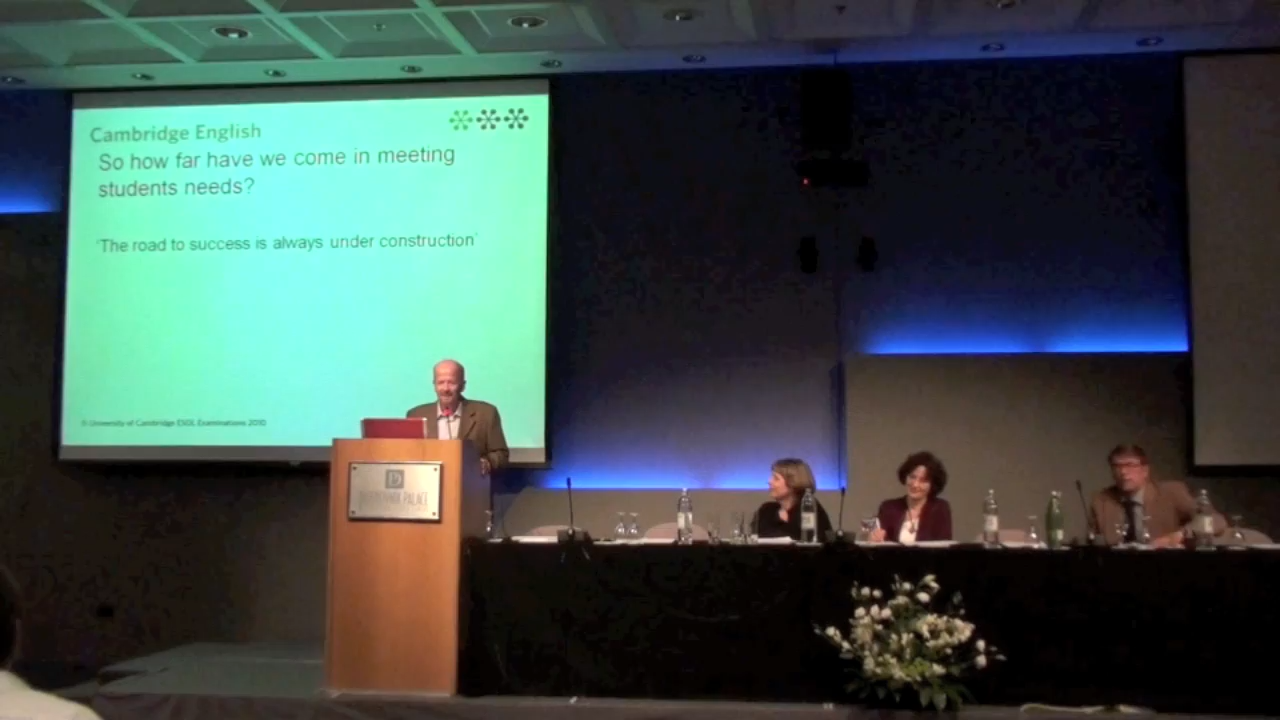 Cambridge English
So how far have we come in meeting
students needs?
'The road to success is always under construction'
© University of Cambridge ESOL Examinations 2010
PALACE